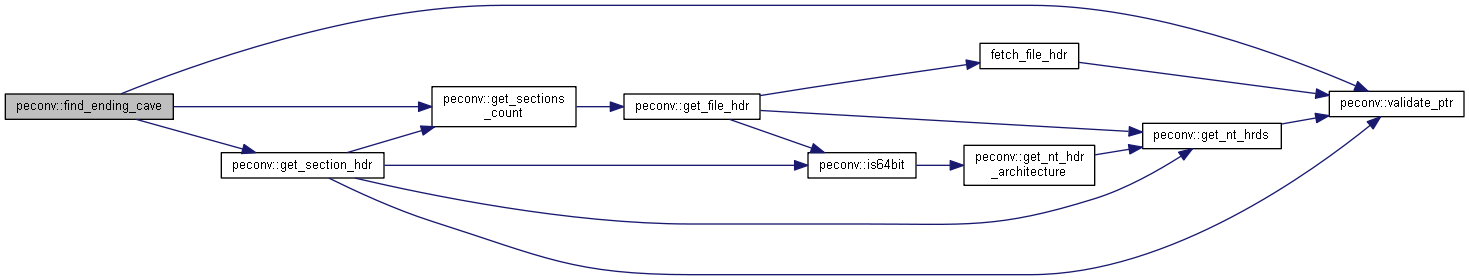 peconv::find_ending_cave
peconv::get_sections
_count
peconv::get_section_hdr
peconv::get_file_hdr
fetch_file_hdr
peconv::is64bit
peconv::get_nt_hdr
_architecture
peconv::get_nt_hrds
peconv::validate_ptr